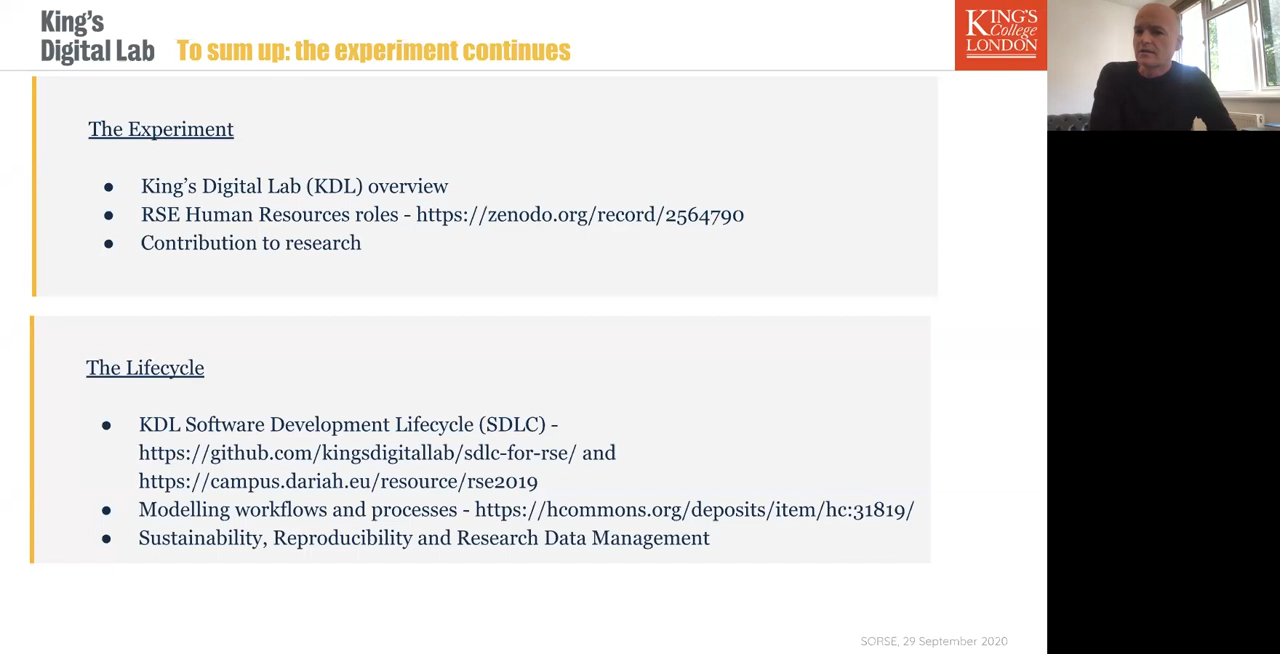 King's
Digital Lab
To sum up: the experiment continues
KING'S
College
LONDON
The Experiment
● King's Digital Lab (KDL) overview
● RSE Human Resources roles - https://zenodo.org/record/2564790
● Contribution to research
The Lifecycle
● KDL Software Development Lifecycle (SDLC) -
https://github.com/kingsdigitallab/sdlc-for-rse/ and
https://campus.dariah.eu/resource/rse2019
● Modelling workflows and processes - https://hcommons.org/deposits/item/hc:31819/
● Sustainability, Reproducibility and Research Data Management
SORSE, 29 September 2020